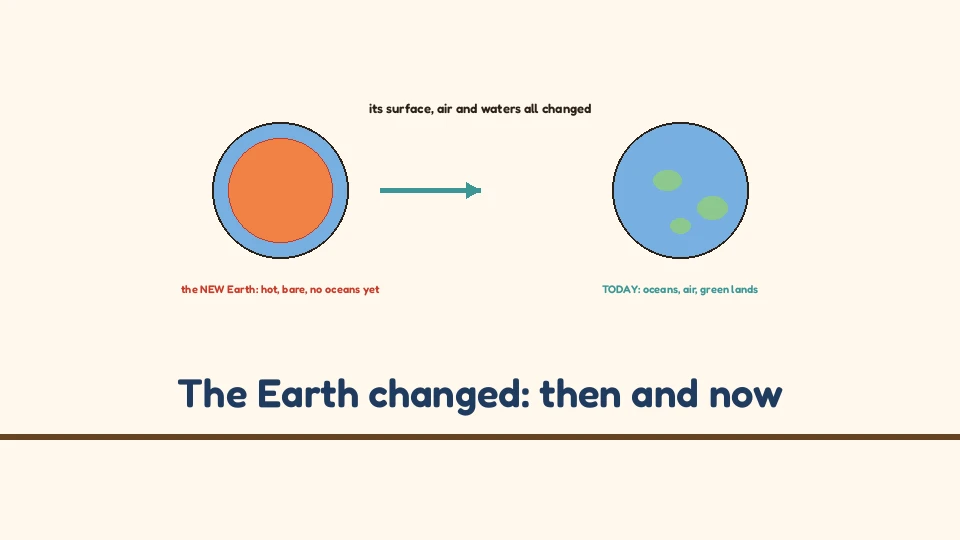 its surface, air and waters all changed
the NEW Earth: hot, bare, no oceans yet
TODAY: oceans, air, green lands
The Earth changed: then and now